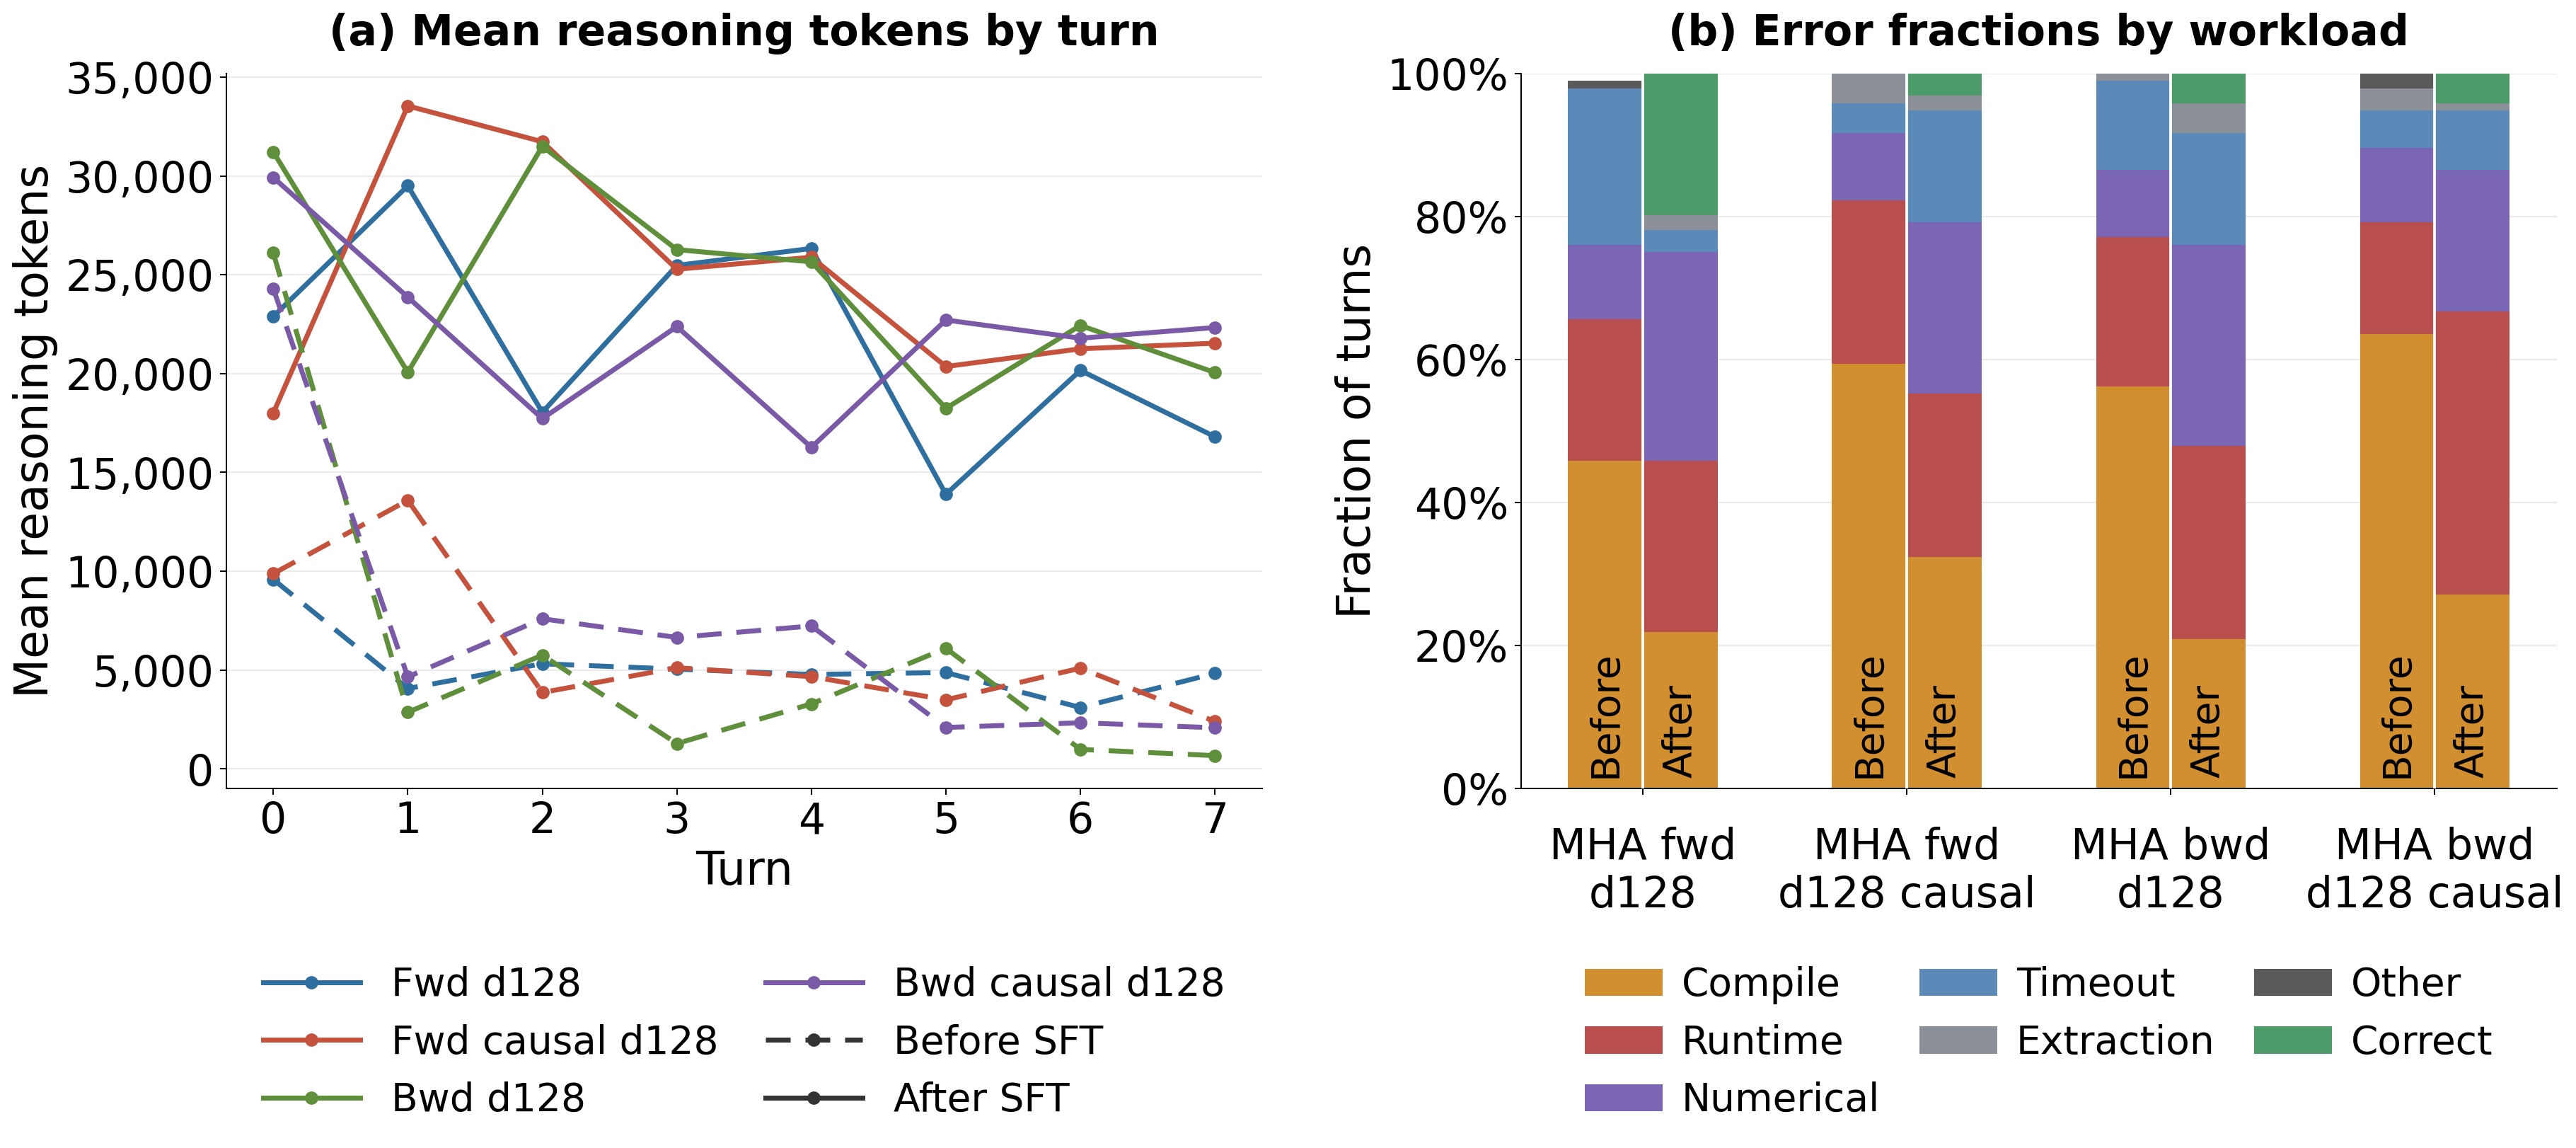 (a) Mean reasoning tokens by turn
Mean reasoning tokens
35,000
30,000
25,000
20,000
15,000
10,000
5,000
0
0 1 2 3 4 5 6 7
Turn
Fwd d128
Fwd causal d128
Bwd d128
Bwd causal d128
Before SFT
After SFT
(b) Error fractions by workload
Fraction of turns
100%
80%
60%
40%
20%
0%
Before
After
Before
After
Before
After
Before
After
MHA fwd
d128
MHA fwd
d128 causal
MHA bwd
d128
MHA bwd
d128 causal
Compile
Runtime
Numerical
Timeout
Extraction
Other
Correct